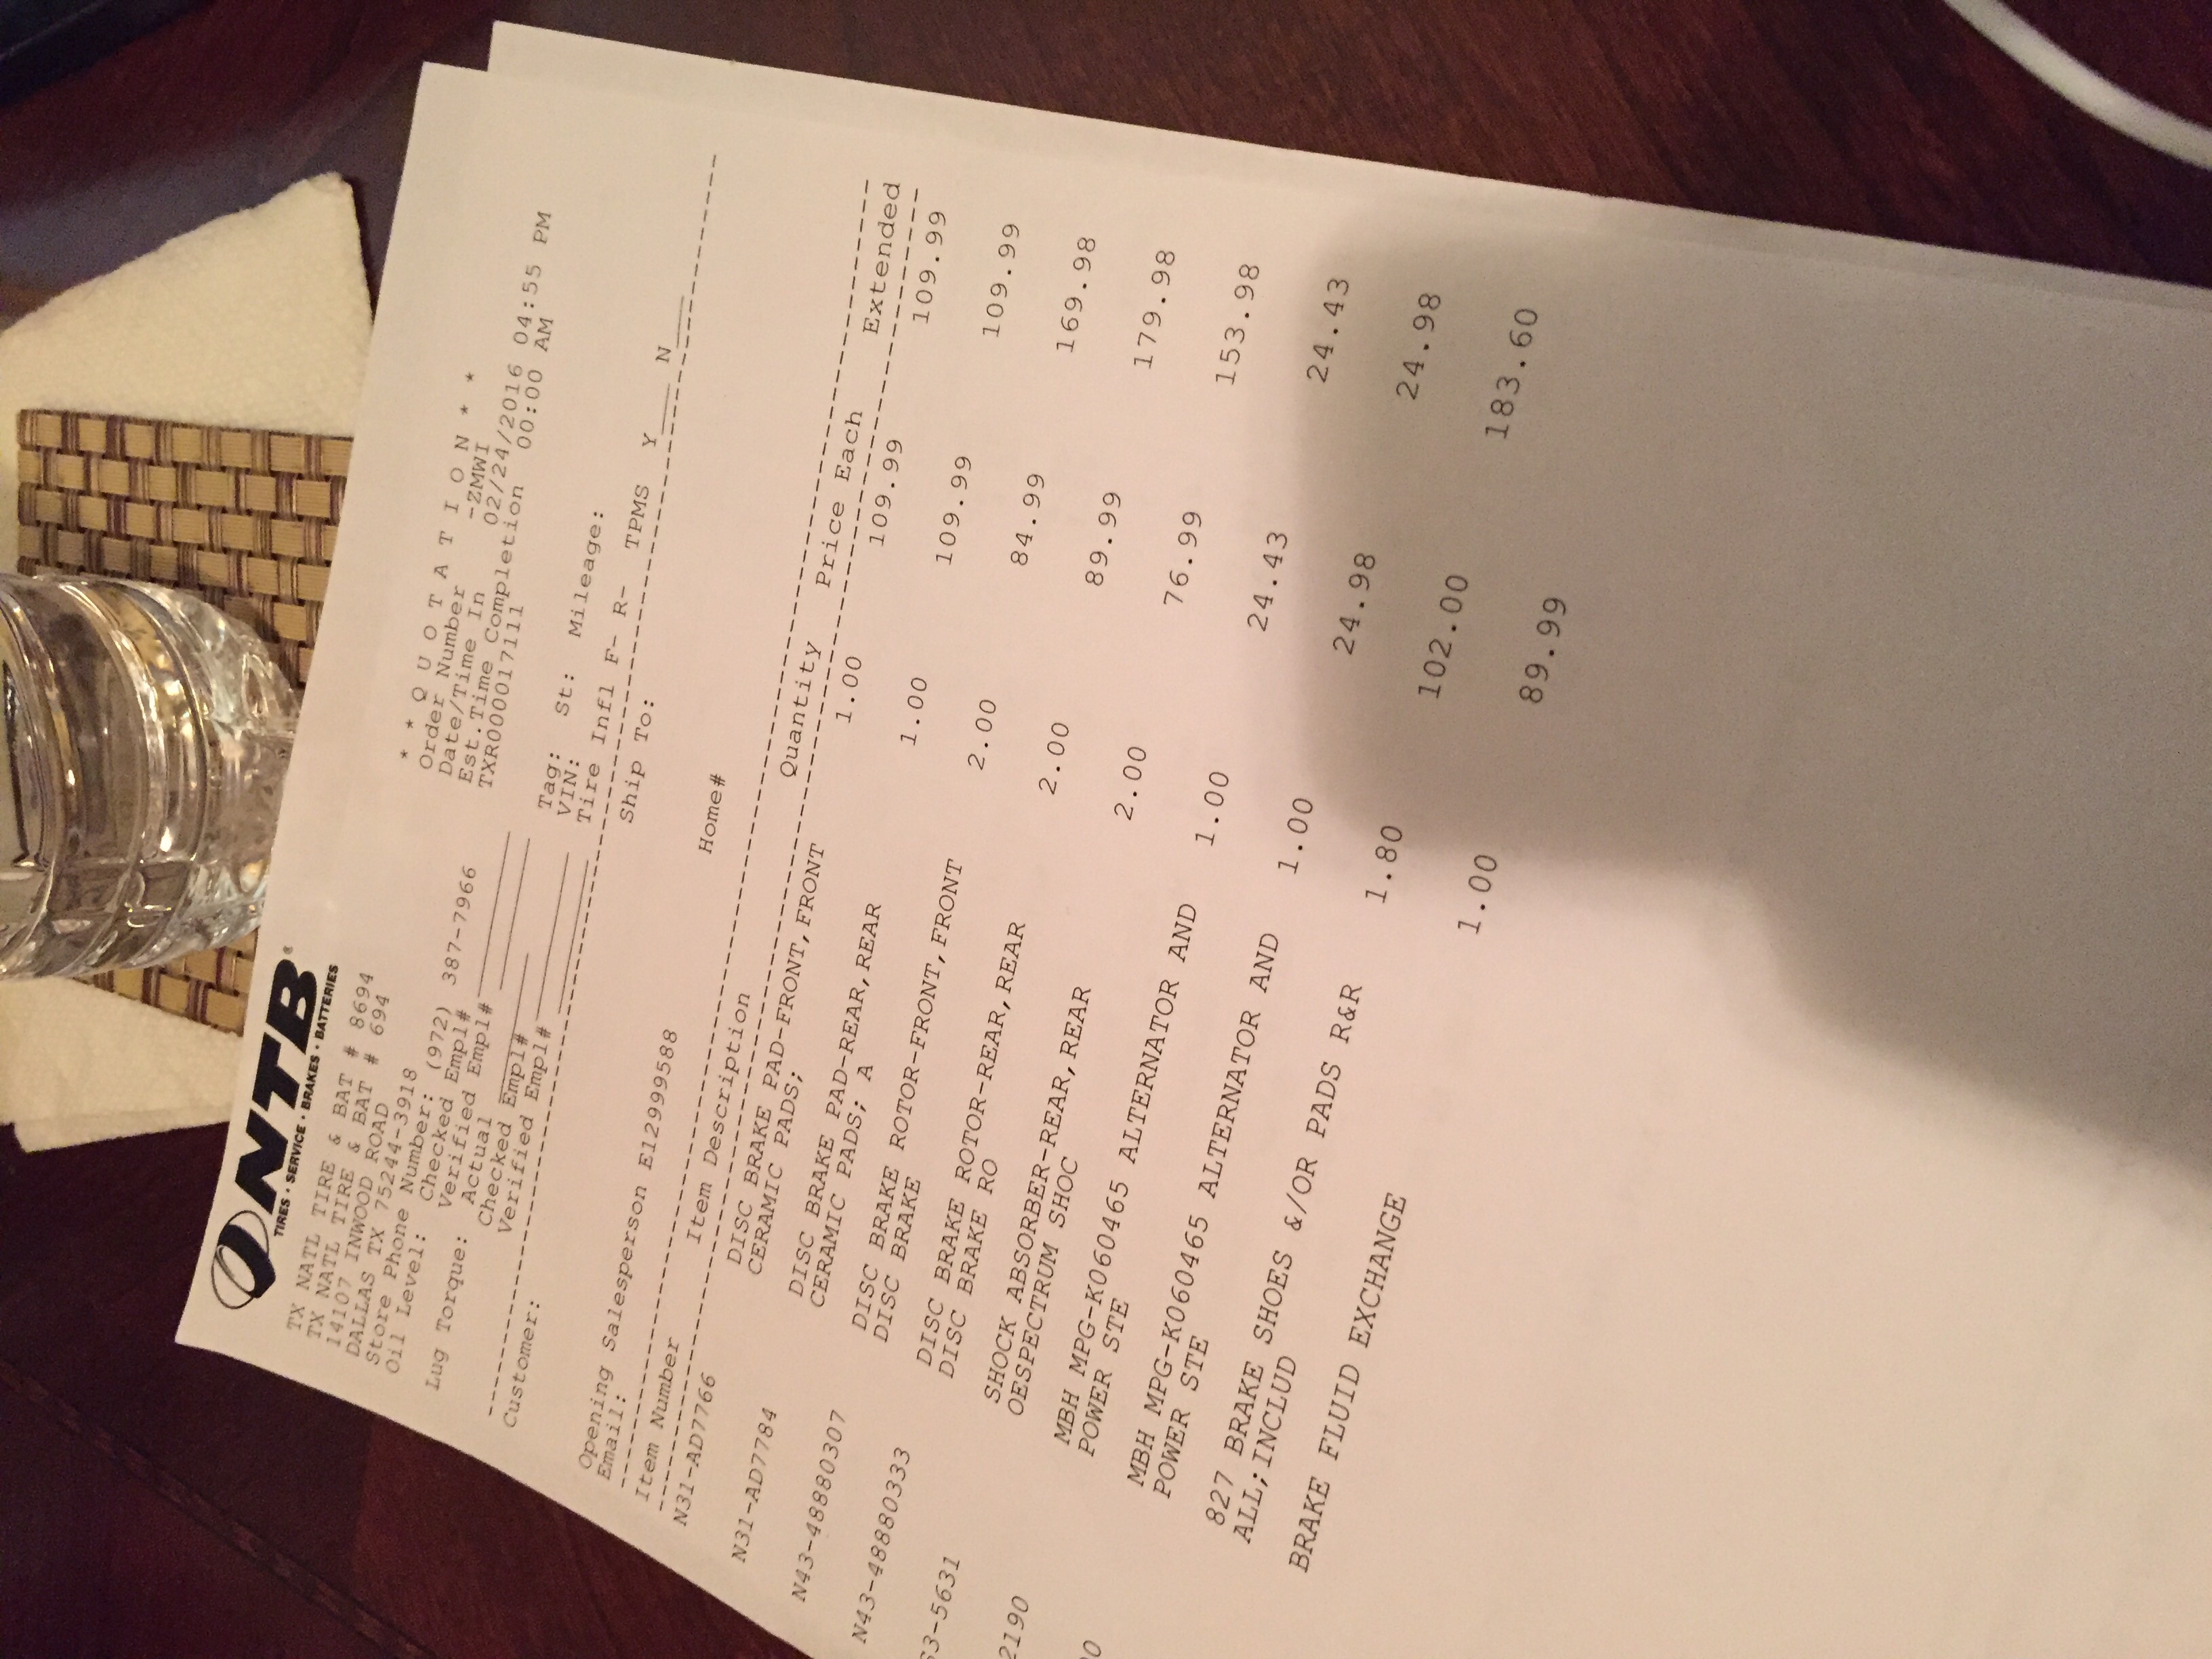 NTB®
TIRES · SERVICE · BRAKES · BATTERIES
TX NATL TIRE & BAT # 8694
TX NATL TIRE & BAT # 694
14107 INWOOD ROAD
DALLAS TX 75244-3918
Store Phone Number: (972) 387-7966
Oil Level: Checked Empl#
Verified Empl#
Lug Torque: Actual
Checked Empl#
Verified Empl#
* * Q U O T A T I O N * *
Order Number -ZMWI
Date/Time In 02/24/2016 04:55 PM
Est.Time Completion 00:00 AM
TXR000017111
Tag: St: Mileage:
VIN:
Tire Infl F- R- TPMS Y___ N___
Customer: Ship To:
Opening Salesperson E12999588
Email: Home#
Item Number Item Description Quantity Price Each Extended
N31-AD7766 DISC BRAKE PAD-FRONT,FRONT 1.00 109.99 109.99
CERAMIC PADS;
N31-AD7784 DISC BRAKE PAD-REAR,REAR 1.00 109.99 109.99
CERAMIC PADS; A
N43-48880307 DISC BRAKE ROTOR-FRONT,FRONT 2.00 84.99 169.98
DISC BRAKE
N43-48880333 DISC BRAKE ROTOR-REAR,REAR 2.00 89.99 179.98
DISC BRAKE RO
S3-5631 SHOCK ABSORBER-REAR,REAR 2.00 76.99 153.98
OESPECTRUM SHOC
2190 MBH MPG-K060465 ALTERNATOR AND 1.00 24.43 24.43
POWER STE
0 MBH MPG-K060465 ALTERNATOR AND 1.00 24.98 24.98
POWER STE
827 BRAKE SHOES &/OR PADS R&R 1.80 102.00 183.60
ALL;INCLUD
BRAKE FLUID EXCHANGE 1.00 89.99